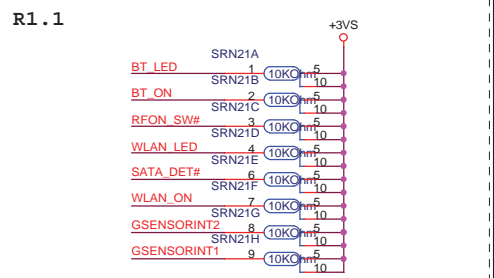 R1.1
+3VS
SRN21A
BT_LED 1 10KOhm 5
10
SRN21B
BT_ON 2 10KOhm 5
10
SRN21C
RFON_SW# 3 10KOhm 5
10
SRN21D
WLAN_LED 4 10KOhm 5
10
SRN21E
SATA_DET# 6 10KOhm 5
10
SRN21F
WLAN_ON 7 10KOhm 5
10
SRN21G
GSENSORINT2 8 10KOhm 5
10
SRN21H
GSENSORINT1 9 10KOhm 5
10